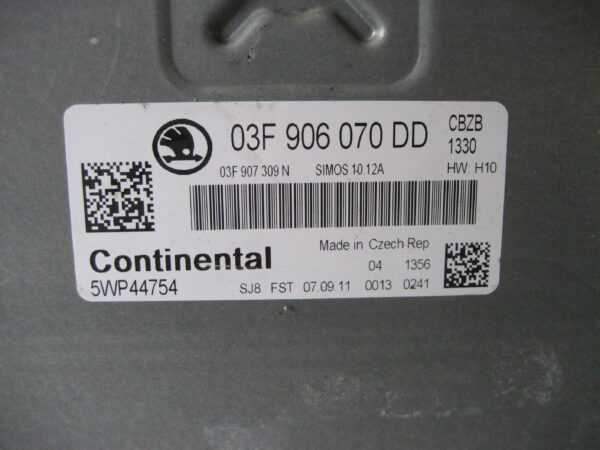 03F 906 070 DD CBZB
1330
03F 907 309 N SIMOS 10.12A HW: H10
Continental Made in Czech Rep.
04 1356
5WP44754 SJ8 FST 07.09.11 0013 0241